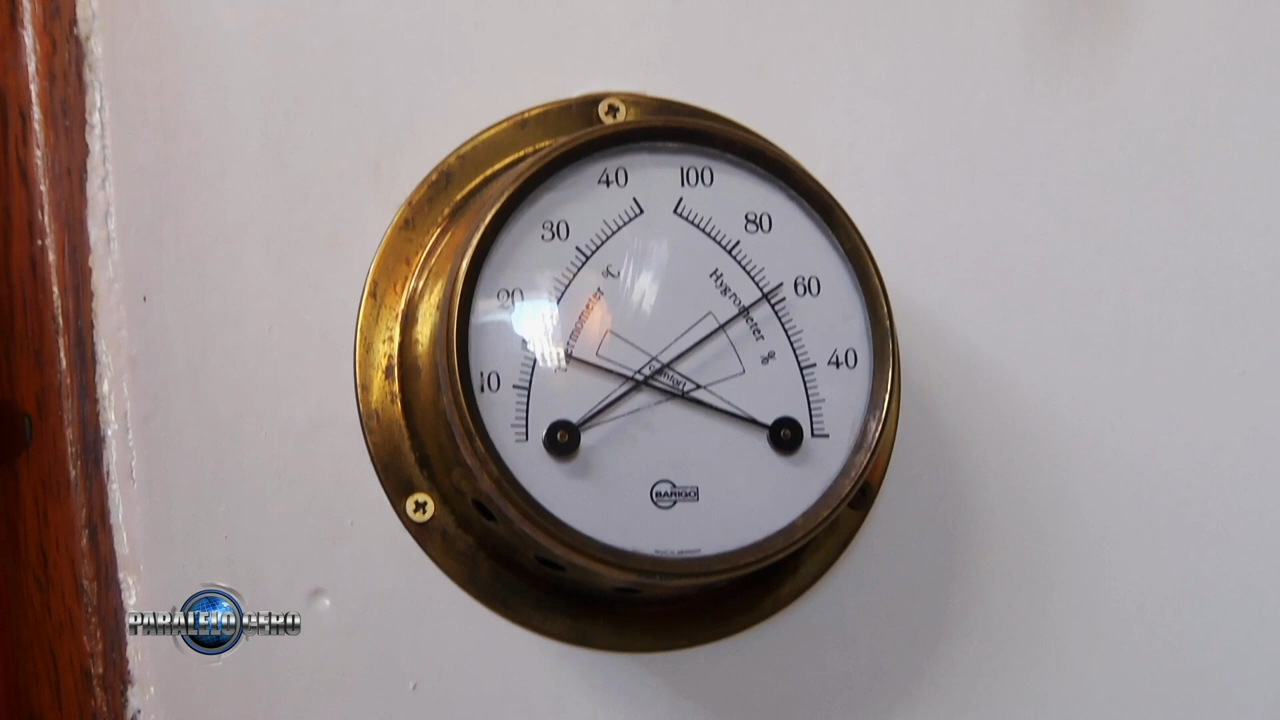 40 100
30 80
20 60
10 40
Thermometer °C
Hygrometer %
comfort
BARIGO
PARALELO CERO